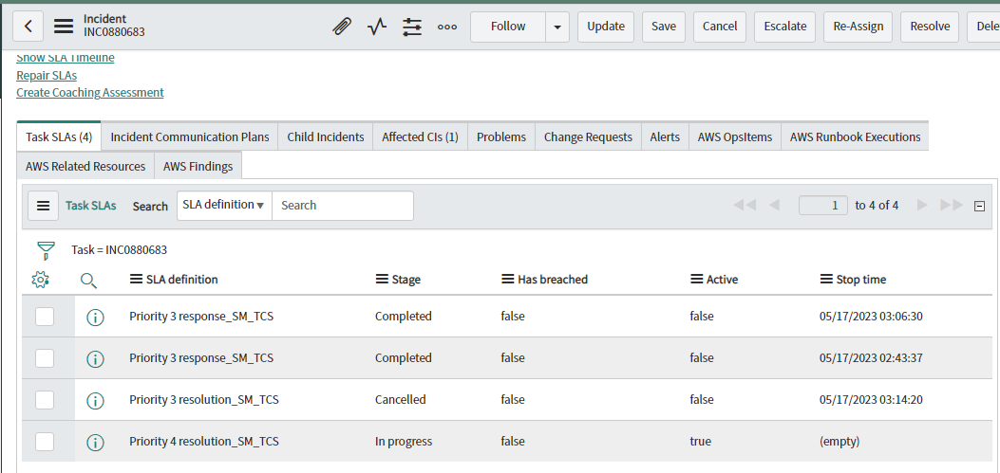 Incident
INC0880683
Follow
Update
Save
Cancel
Escalate
Re-Assign
Resolve
Dele
Show SLA Timeline
Repair SLAs
Create Coaching Assessment
Task SLAs (4)
Incident Communication Plans
Child Incidents
Affected CIs (1)
Problems
Change Requests
Alerts
AWS OpsItems
AWS Runbook Executions
AWS Related Resources
AWS Findings
Task SLAs Search SLA definition Search 1 to 4 of 4
Task = INC0880683
SLA definition Stage Has breached Active Stop time
Priority 3 response_SM_TCS Completed false false 05/17/2023 03:06:30
Priority 3 response_SM_TCS Completed false false 05/17/2023 02:43:37
Priority 3 resolution_SM_TCS Cancelled false false 05/17/2023 03:14:20
Priority 4 resolution_SM_TCS In progress false true (empty)